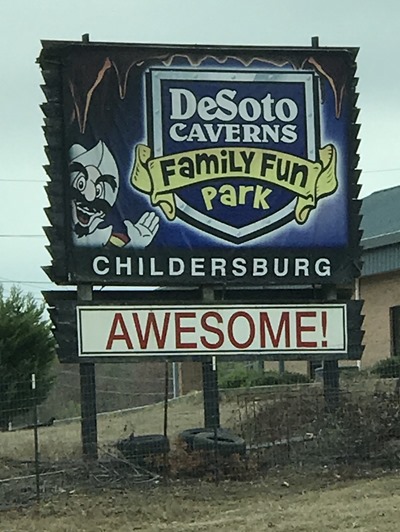 DeSoto
CAVERNS
Family Fun
Park
CHILDERSBURG
AWESOME!